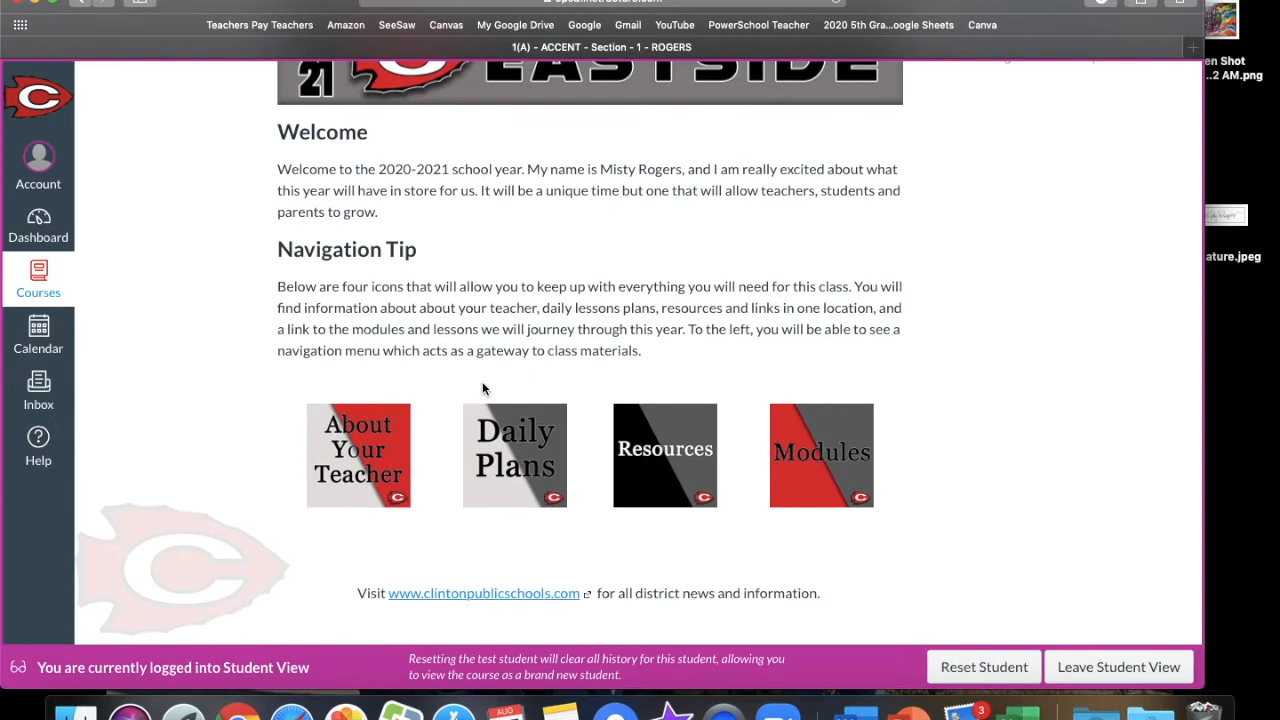 Teachers Pay Teachers Amazon SeeSaw Canvas My Google Drive Google Gmail YouTube PowerSchool Teacher 2020 5th Gra...oogle Sheets Canva
1(A) - ACCENT - Section - 1 - ROGERS
en Shot
...2 AM.png
21 C EASTSIDE
C
Account
Dashboard
Courses
Calendar
Inbox
Help
Welcome
Welcome to the 2020-2021 school year. My name is Misty Rogers, and I am really excited about what
this year will have in store for us. It will be a unique time but one that will allow teachers, students and
parents to grow.
Navigation Tip
Below are four icons that will allow you to keep up with everything you will need for this class. You will
find information about about your teacher, daily lessons plans, resources and links in one location, and
a link to the modules and lessons we will journey through this year. To the left, you will be able to see a
navigation menu which acts as a gateway to class materials.
ature.jpeg
About
Your
Teacher
C
Daily
Plans
C
Resources
C
Modules
C
C
Visit www.clintonpublicschools.com for all district news and information.
You are currently logged into Student View
Resetting the test student will clear all history for this student, allowing you
to view the course as a brand new student.
Reset Student
Leave Student View
AUG
3